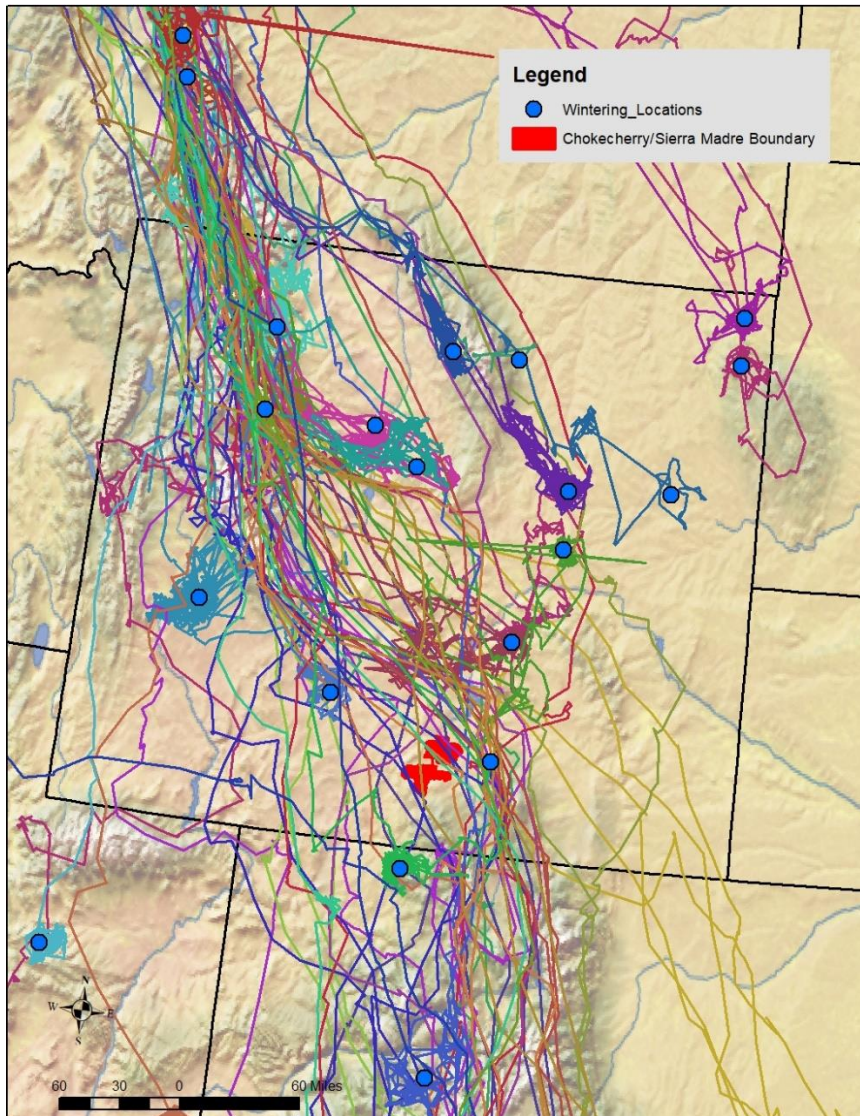 Legend
Wintering_Locations
Chokecherry/Sierra Madre Boundary
N
W
E
S
60 30 0 60 Miles